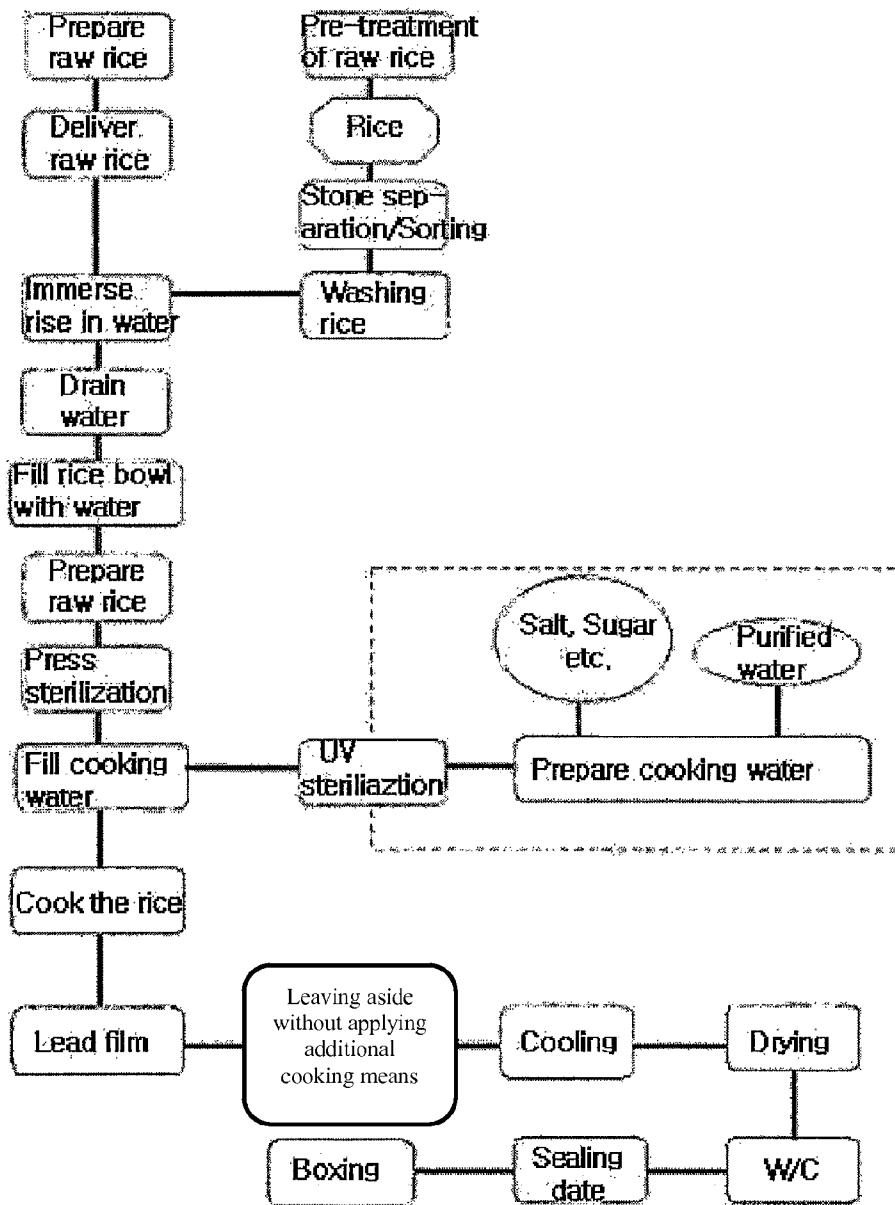 Prepare
raw rice
Pre-treatment
of raw rice
Deliver
raw rice
Rice
Stone sep-
aration/Sorting
Immerse
rise in water
Washing
rice
Drain
water
Fill rice bowl
with water
Prepare
raw rice
Press
sterilization
Salt, Sugar
etc,
Purified
water
Fill cooking
water
UV
steriliaztion
Prepare cooking water
Cook the rice
Lead film
Leaving aside
without applying
additional
cooking means
Cooling
Drying
Boxing
Sealing
date
W/C